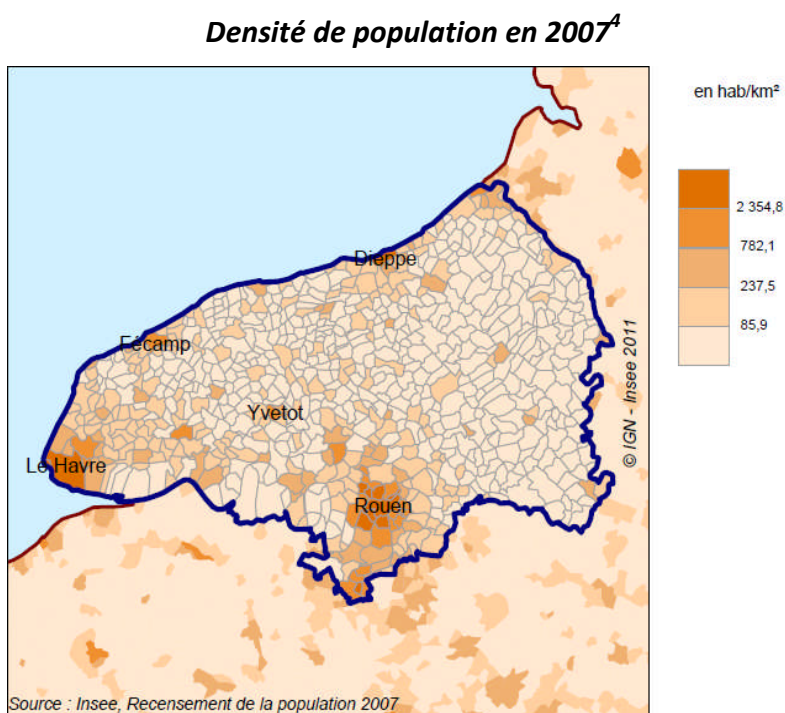 Densité de population en 2007⁴
en hab/km²
2 354,8
782,1
237,5
85,9
Dieppe
Fécamp
Yvetot
Le Havre
Rouen
© IGN - Insee 2011
Source : Insee, Recensement de la population 2007